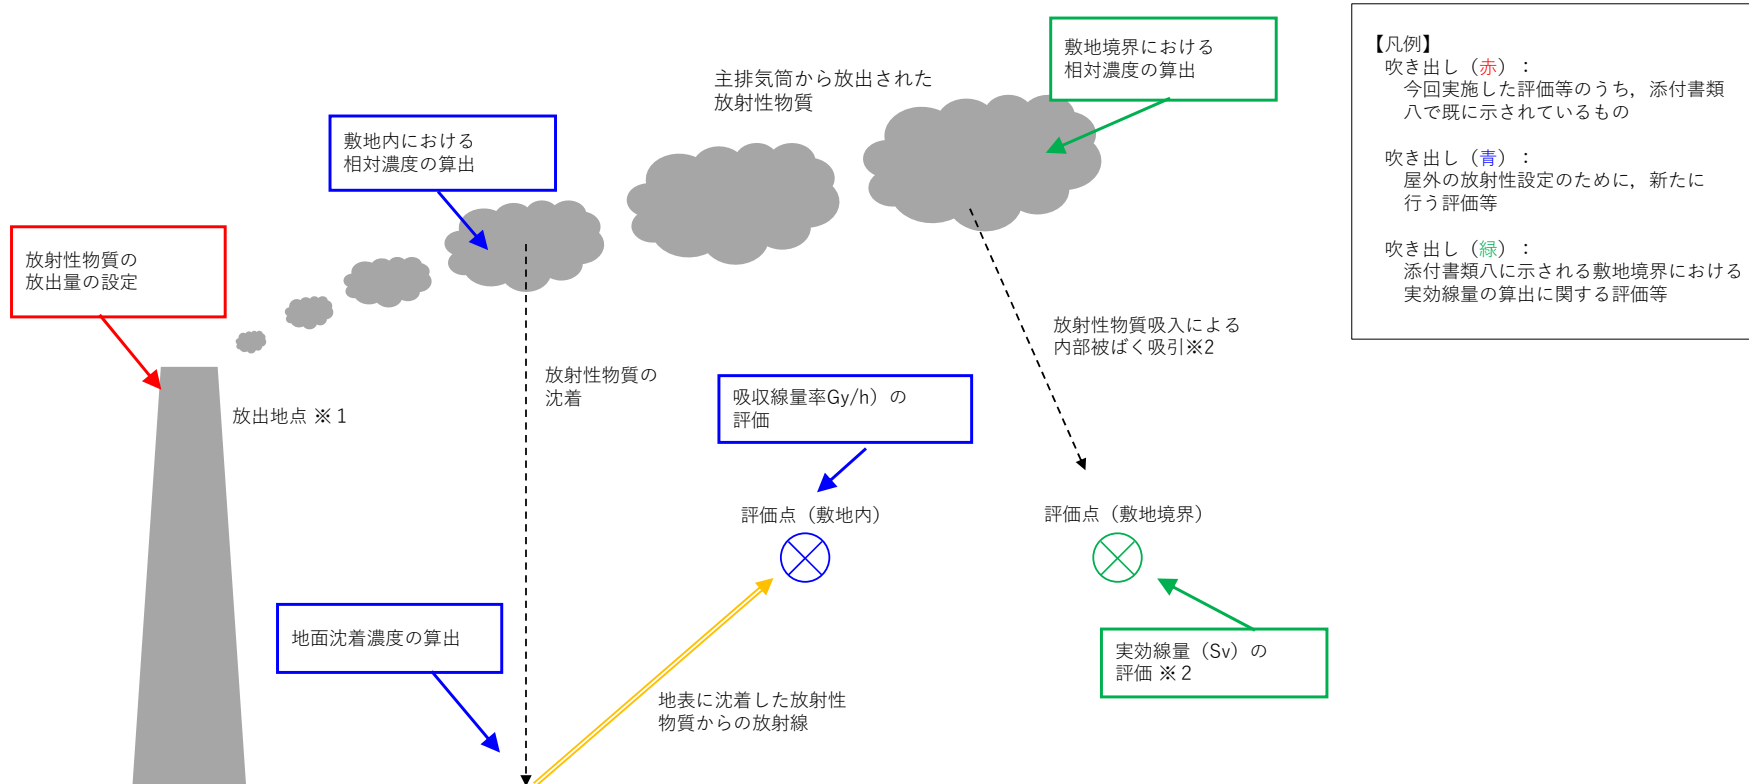 敷地境界における
相対濃度の算出
主排気筒から放出された
放射性物質
敷地内における
相対濃度の算出
放射性物質の
放出量の設定
放出地点 ※１
放射性物質の
沈着
放射性物質吸入による
内部被ばく吸引※2
吸収線量率Gy/h）の
評価
評価点（敷地内）
評価点（敷地境界）
地面沈着濃度の算出
実効線量（Sv）の
評価 ※２
地表に沈着した放射性
物質からの放射線
【凡例】
吹き出し（赤）：
今回実施した評価等のうち，添付書類
八で既に示されているもの
吹き出し（青）：
屋外の放射性設定のために，新たに
行う評価等
吹き出し（緑）：
添付書類八に示される敷地境界における
実効線量の算出に関する評価等